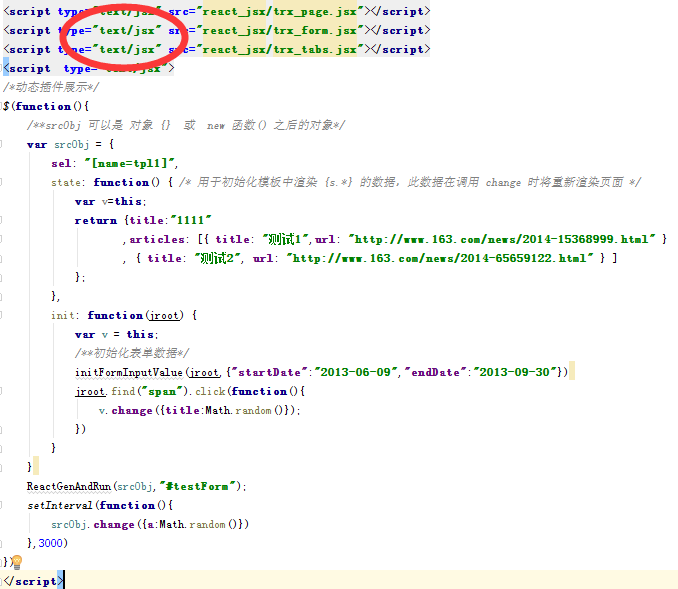 <script type="text/jsx" src="react_jsx/trx_page.jsx"></script>
<script type="text/jsx" src="react_jsx/trx_form.jsx"></script>
<script type="text/jsx" src="react_jsx/trx_tabs.jsx"></script>
<script  type="text/jsx">
/*动态插件展示*/
$(function(){
/**srcObj 可以是 对象 {}  或  new 函数() 之后的对象*/
var srcObj = {
sel: "[name=tpl1]",
state: function() { /* 用于初始化模板中渲染 {s.*} 的数据，此数据在调用 change 时将重新渲染页面 */
var v=this;
return {title:"1111"
,articles: [{ title: "测试1",url: "http://www.163.com/news/2014-15368999.html" }
, { title: "测试2", url: "http://www.163.com/news/2014-65659122.html" } ]
};
},
init: function(jroot) {
var v = this;
/**初始化表单数据*/
initFormInputValue(jroot,{"startDate":"2013-06-09","endDate":"2013-09-30"})
jroot.find("span").click(function(){
v.change({title:Math.random()});
})
}
}
ReactGenAndRun(srcObj,"#testForm");
setInterval(function(){
srcObj.change({a:Math.random()})
},3000)
})
</script>